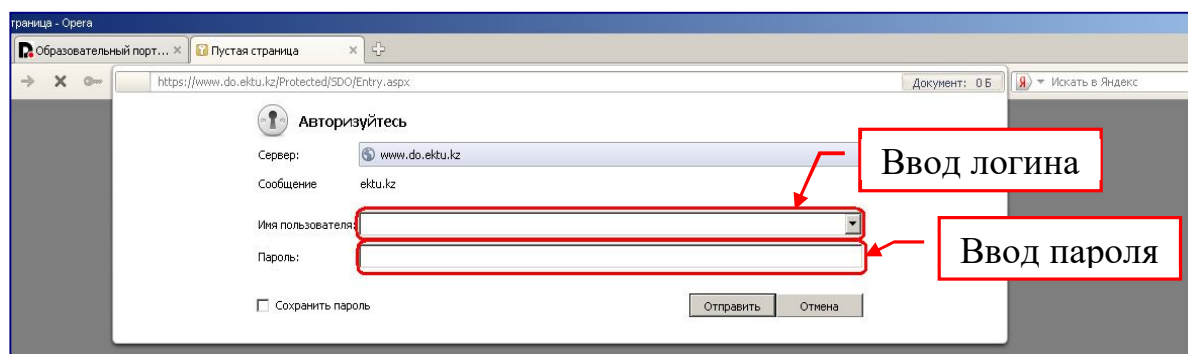 траница - Opera
Образовательный порт... × Пустая страница ×
https://www.do.ektu.kz/Protected/SDO/Entry.aspx Документ: 0 Б Я Искать в Яндекс
Авторизуйтесь
Сервер: www.do.ektu.kz
Ввод логина
Сообщение ektu.kz
Имя пользователя:
Пароль:
Ввод пароля
Сохранить пароль Отправить Отмена